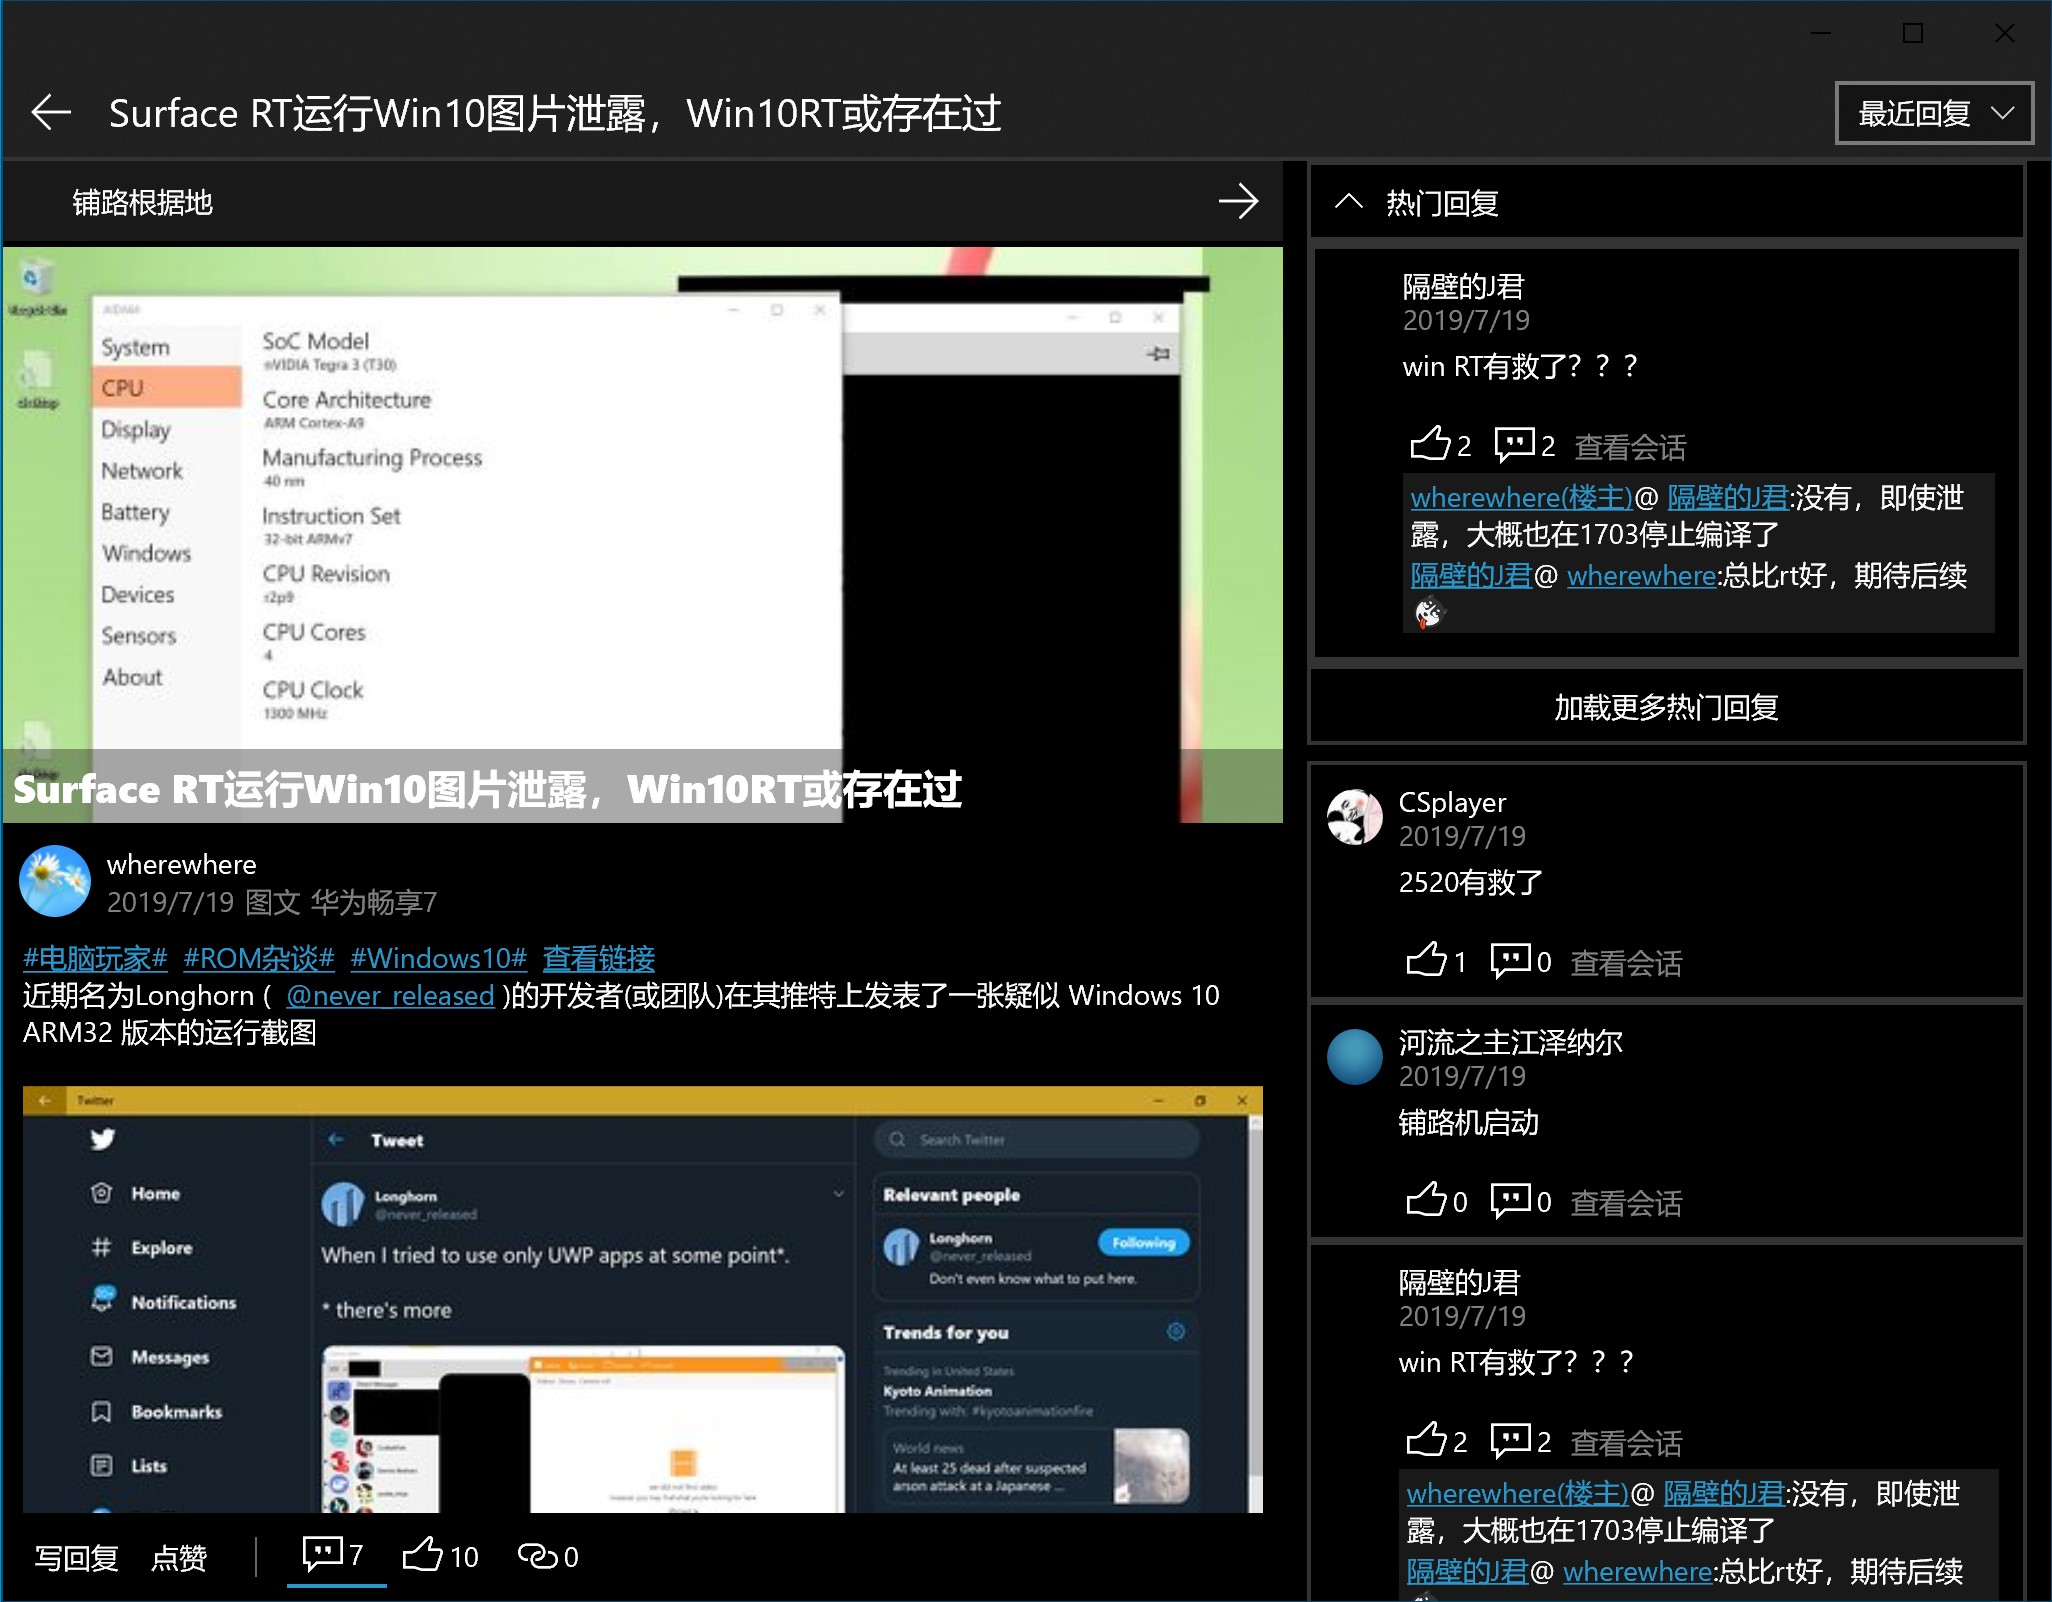 Surface RT运行Win10图片泄露，Win10RT或存在过
最近回复
铺路根据地
System
CPU
Display
Network
Battery
Windows
Devices
Sensors
About
SoC Model
nVIDIA Tegra 3 (T30)
Core Architecture
ARM Cortex-A9
Manufacturing Process
40 nm
Instruction Set
32-bit ARMv7
CPU Revision
r2p9
CPU Cores
4
CPU Clock
1300 MHz
Surface RT运行Win10图片泄露，Win10RT或存在过
wherewhere
2019/7/19 图文 华为畅享7
#电脑玩家# #ROM杂谈# #Windows10# 查看链接
近期名为Longhorn ( @never_released )的开发者(或团队)在其推特上发表了一张疑似 Windows 10
ARM32 版本的运行截图
Twitter
Home
Explore
Notifications
Messages
Bookmarks
Lists
Tweet
Longhorn
@never_released
When I tried to use only UWP apps at some point*.
* there's more
Search Twitter
Relevant people
Longhorn
@never_released
Following
Don't even know what to put here.
Trends for you
Trending in United States
Kyoto Animation
Trending with: #kyotoanimationfire
World news
At least 25 dead after suspected
arson attack at a Japanese ...
写回复 点赞 7 10 0
热门回复
隔壁的J君
2019/7/19
win RT有救了？？？
2 2 查看会话
wherewhere(楼主)@ 隔壁的J君:没有，即使泄
露，大概也在1703停止编译了
隔壁的J君@ wherewhere:总比rt好，期待后续
加载更多热门回复
CSplayer
2019/7/19
2520有救了
1 0 查看会话
河流之主江泽纳尔
2019/7/19
铺路机启动
0 0 查看会话
隔壁的J君
2019/7/19
win RT有救了？？？
2 2 查看会话
wherewhere(楼主)@ 隔壁的J君:没有，即使泄
露，大概也在1703停止编译了
隔壁的J君@ wherewhere:总比rt好，期待后续